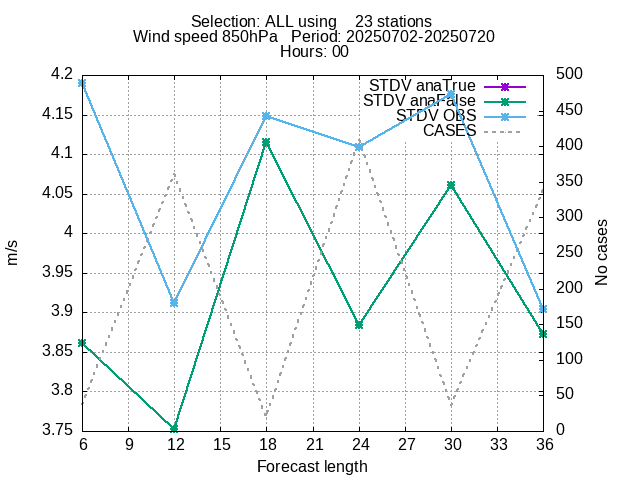 Selection: ALL using    23 stations
Wind speed 850hPa   Period: 20250702-20250720
Hours: 00
STDV anaTrue
STDV anaFalse
STDV OBS
CASES
4.2
4.15
4.1
4.05
4
3.95
3.9
3.85
3.8
3.75
m/s
500
450
400
350
300
250
200
150
100
50
0
No cases
6 9 12 15 18 21 24 27 30 33 36
Forecast length